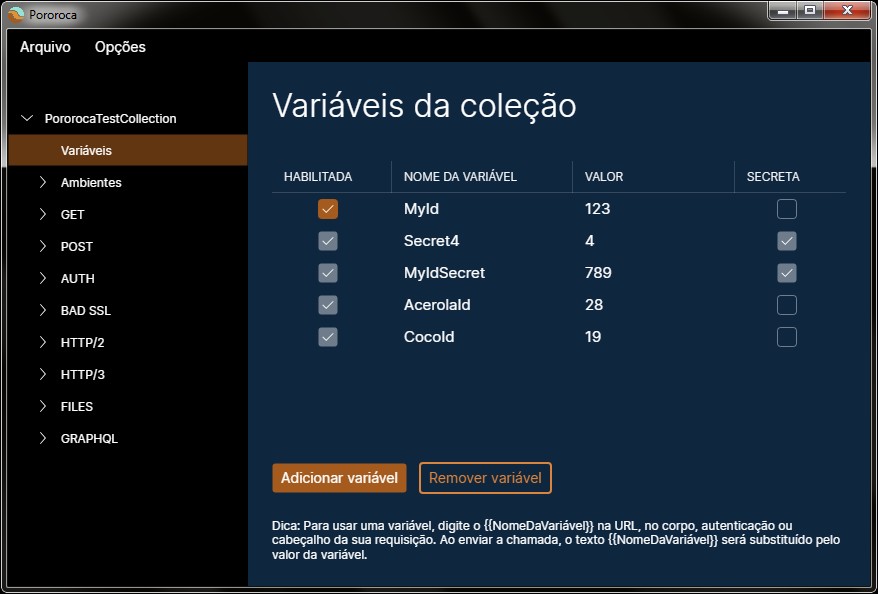 Pororoca
Arquivo Opções
PororocaTestCollection
Variáveis
Ambientes
GET
POST
AUTH
BAD SSL
HTTP/2
HTTP/3
FILES
GRAPHQL
Variáveis da coleção
HABILITADA NOME DA VARIÁVEL VALOR SECRETA
MyId 123
Secret4 4
MyIdSecret 789
AcerolaId 28
CocoId 19
Adicionar variável Remover variável
Dica: Para usar uma variável, digite o {{NomeDaVariável}} na URL, no corpo, autenticação ou
cabeçalho da sua requisição. Ao enviar a chamada, o texto {{NomeDaVariável}} será substituído pelo
valor da variável.